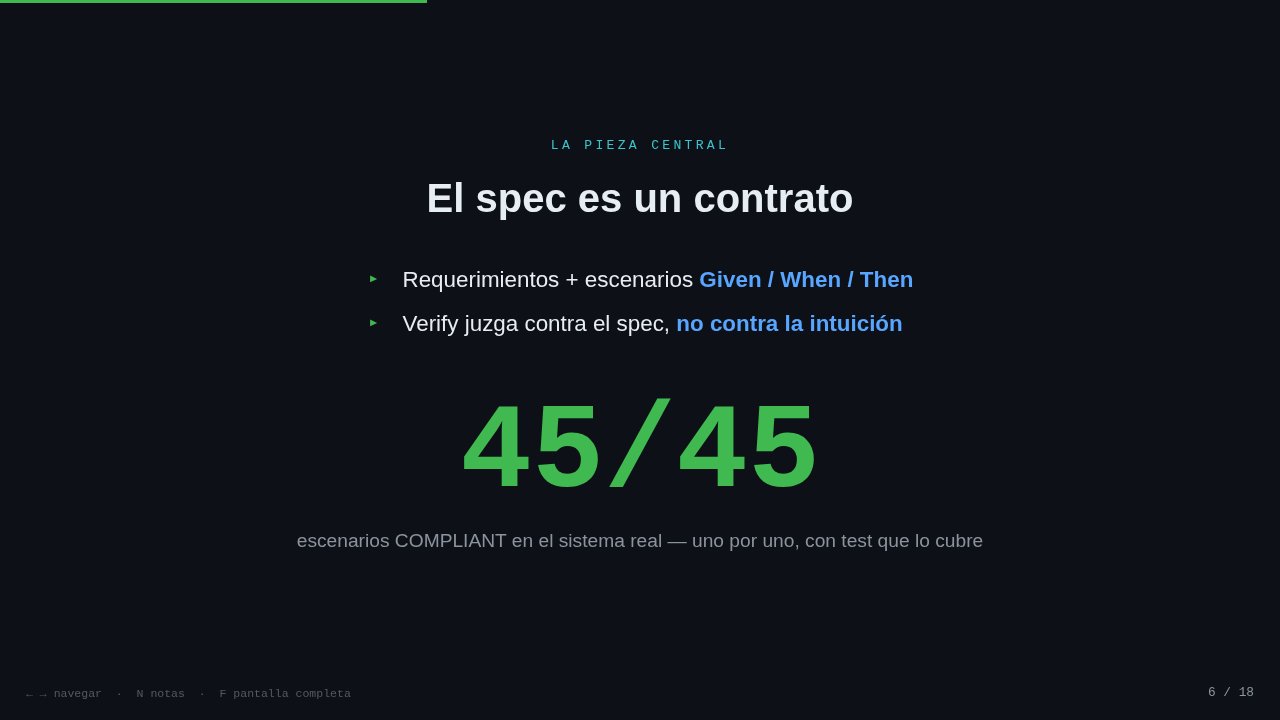 LA PIEZA CENTRAL
El spec es un contrato
▸ Requerimientos + escenarios Given / When / Then
▸ Verify juzga contra el spec, no contra la intuición
45/45
escenarios COMPLIANT en el sistema real — uno por uno, con test que lo cubre
← → navegar · N notas · F pantalla completa
6 / 18